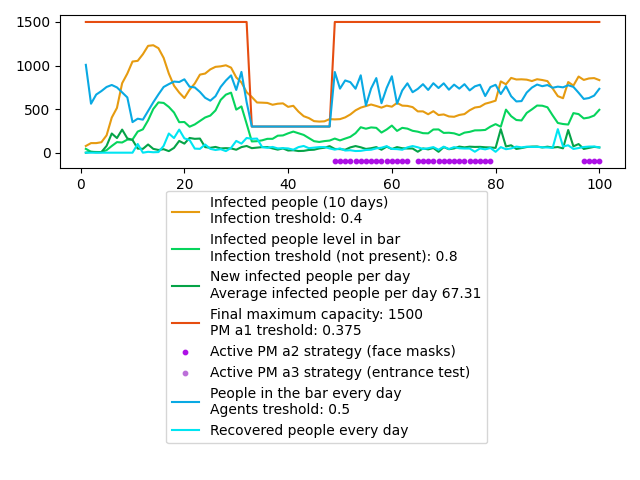 1500
1000
500
0
0
20
40
60
80
100
Infected people (10 days)
Infection treshold: 0.4
Infected people level in bar
Infection treshold (not present): 0.8
New infected people per day
Average infected people per day 67.31
Final maximum capacity: 1500
PM a1 treshold: 0.375
Active PM a2 strategy (face masks)
Active PM a3 strategy (entrance test)
People in the bar every day
Agents treshold: 0.5
Recovered people every day